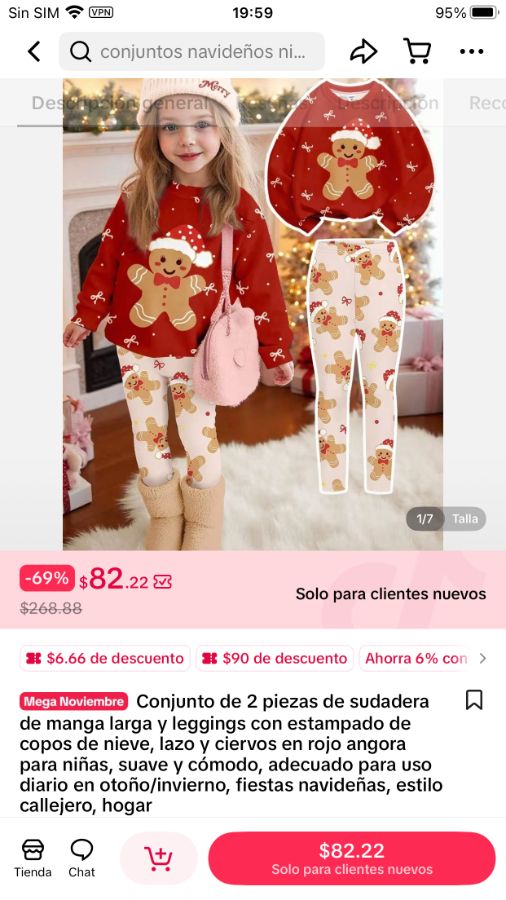 Sin SIM VPN 19:59 95%
conjuntos navideños ni...
Descripción general Descripción Reco
Merry
1/7 Talla
-69% $82.22
$268.88
Solo para clientes nuevos
$6.66 de descuento $90 de descuento Ahorra 6% con
Mega Noviembre Conjunto de 2 piezas de sudadera
de manga larga y leggings con estampado de
copos de nieve, lazo y ciervos en rojo angora
para niñas, suave y cómodo, adecuado para uso
diario en otoño/invierno, fiestas navideñas, estilo
callejero, hogar
Tienda Chat
$82.22
Solo para clientes nuevos